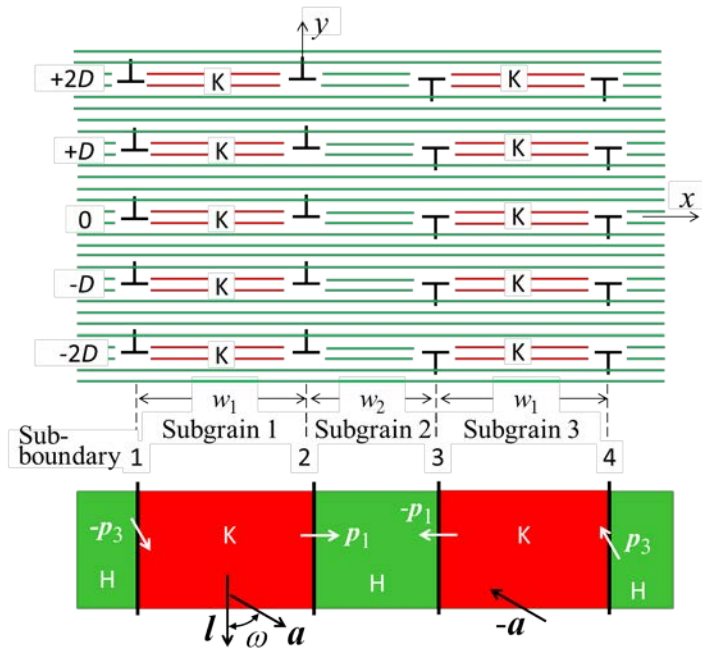 y
+2D K K
+D K K
0 K K x
-D K K
-2D K K
w1 w2 w1
Sub- Subgrain 1 Subgrain 2 Subgrain 3
boundary 1 2 3 4
-p3 K p1 -p1 K p3
H H H
l ω a -a